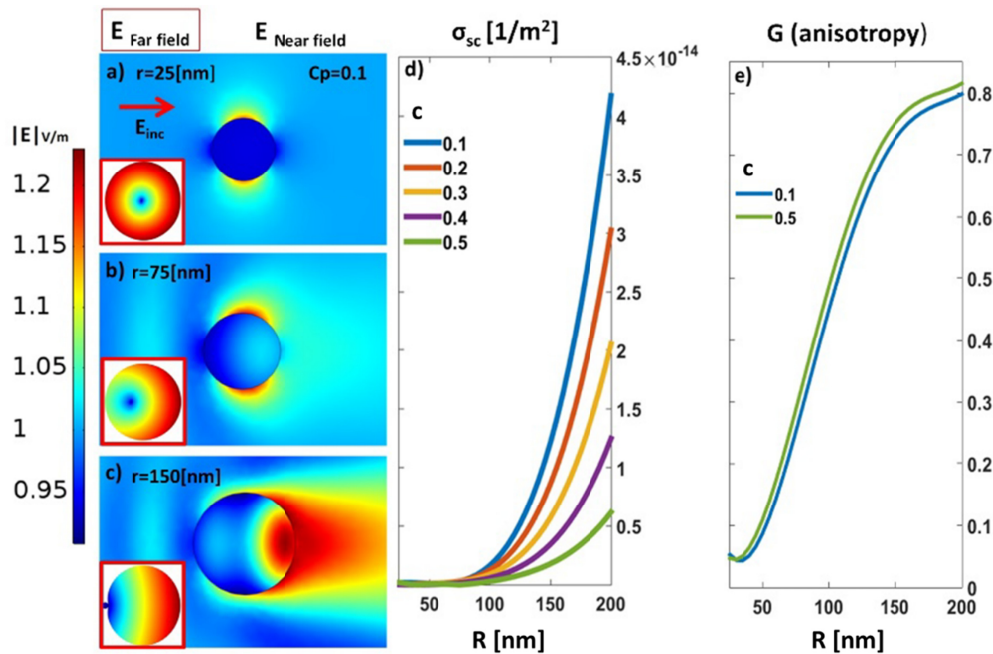 E Far field
E Near field
σsc [1/m²]
G (anisotropy)
a) r=25[nm]
Cp=0.1
Einc
b) r=75[nm]
c) r=150[nm]
|E| V/m
1.2
1.15
1.1
1.05
1
0.95
d)
4.5×10⁻¹⁴
4
3.5
3
2.5
2
1.5
1
0.5
c
0.1
0.2
0.3
0.4
0.5
50
100
150
200
R [nm]
e)
0.8
0.7
0.6
0.5
0.4
0.3
0.2
0.1
0
c
0.1
0.5
50
100
150
200
R [nm]